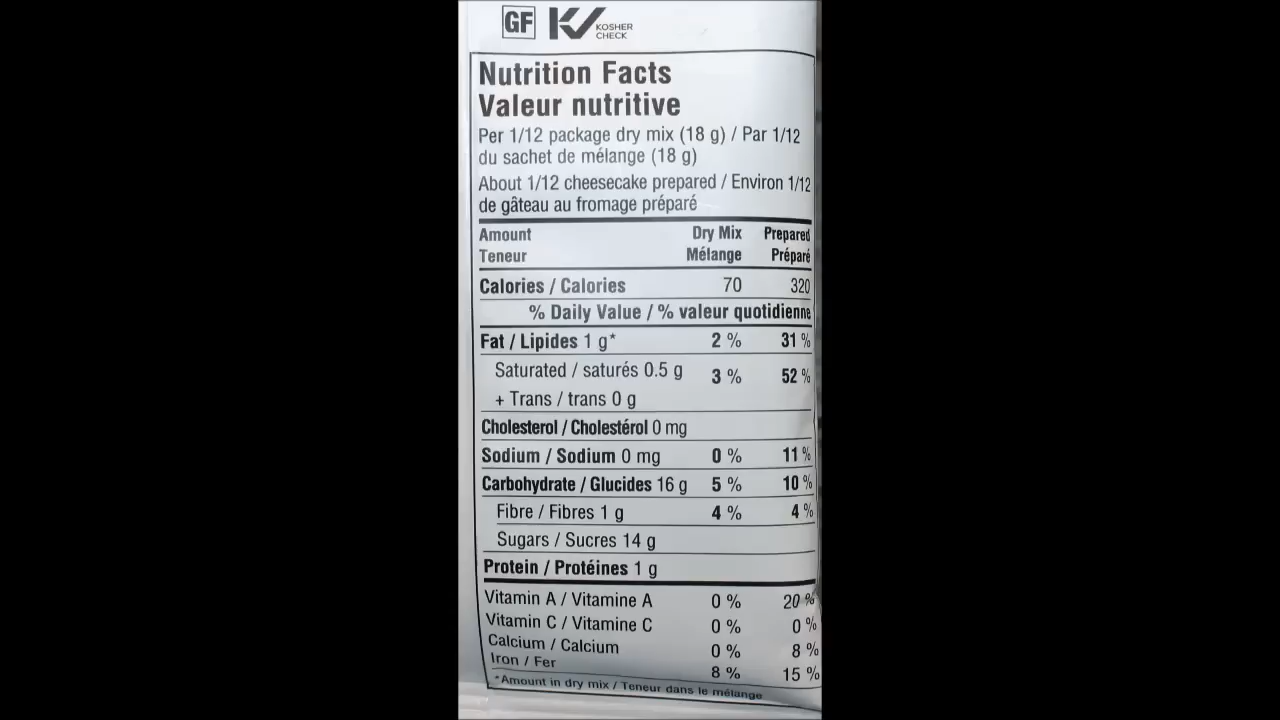 GF KV KOSHER
CHECK
Nutrition Facts
Valeur nutritive
Per 1/12 package dry mix (18 g) / Par 1/12
du sachet de mélange (18 g)
About 1/12 cheesecake prepared / Environ 1/12
de gâteau au fromage préparé
Amount Dry Mix Prepared
Teneur Mélange Préparé
Calories / Calories 70 320
% Daily Value / % valeur quotidienne
Fat / Lipides 1 g* 2 % 31 %
Saturated / saturés 0.5 g 3 % 52 %
+ Trans / trans 0 g
Cholesterol / Cholestérol 0 mg
Sodium / Sodium 0 mg 0 % 11 %
Carbohydrate / Glucides 16 g 5 % 10 %
Fibre / Fibres 1 g 4 % 4 %
Sugars / Sucres 14 g
Protein / Protéines 1 g
Vitamin A / Vitamine A 0 % 20 %
Vitamin C / Vitamine C 0 % 0 %
Calcium / Calcium 0 % 8 %
Iron / Fer 8 % 15 %
*Amount in dry mix / Teneur dans le mélange